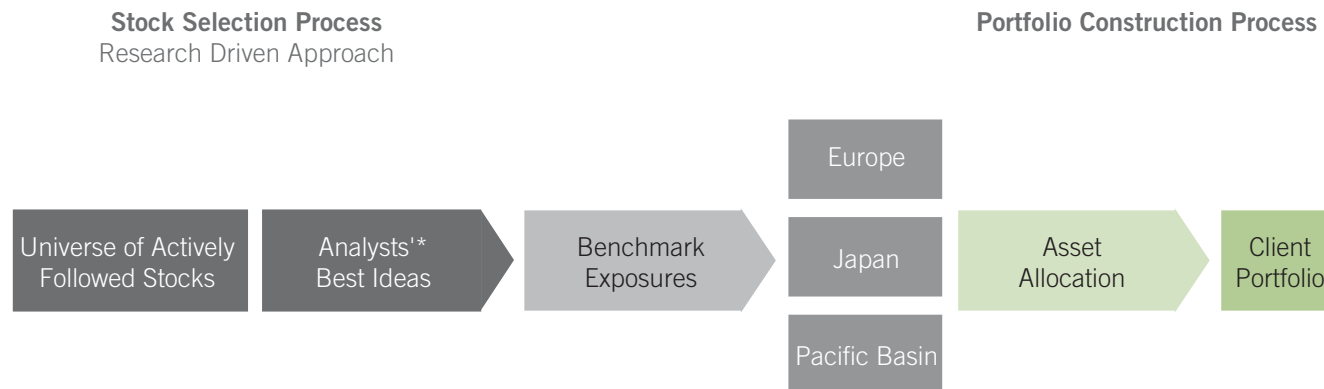 Stock Selection Process
Research Driven Approach
Portfolio Construction Process
Universe of Actively
Followed Stocks
Analysts'*
Best Ideas
Benchmark
Exposures
Europe
Japan
Pacific Basin
Asset
Allocation
Client
Portfolio